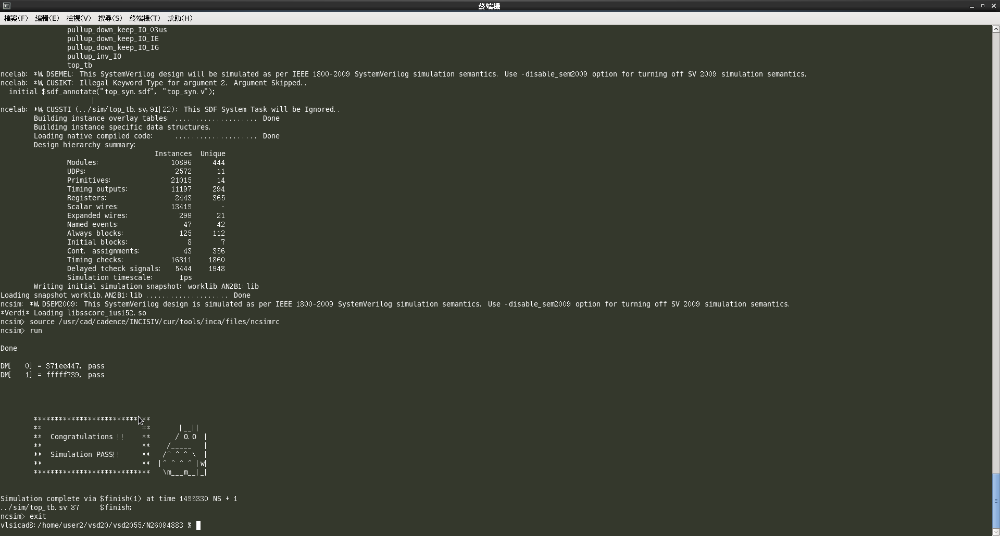 終端機
檔案(F) 編輯(E) 檢視(V) 搜尋(S) 終端機(T) 求助(H)
                pullup_down_keep_IO_03us
                pullup_down_keep_IO_IE
                pullup_down_keep_IO_IG
                pullup_inv_IO
                top_tb
ncelab: *W,DSEMEL: This SystemVerilog design will be simulated as per IEEE 1800-2009 SystemVerilog simulation semantics. Use -disable_sem2009 option for turning off SV 2009 simulation semantics.
ncelab: *W,CUSIKT: Illegal Keyword Type for argument 2. Argument Skipped..
  initial $sdf_annotate("top_syn.sdf", "top_syn.v");
                      |
ncelab: *W,CUSSTI (../sim/top_tb.sv,91|22): This SDF System Task will be Ignored..
        Building instance overlay tables: .................... Done
        Building instance specific data structures.
        Loading native compiled code:     .................... Done
        Design hierarchy summary:
                                     Instances  Unique
                Modules:                 10896     444
                UDPs:                     2572      11
                Primitives:              21015      14
                Timing outputs:          11197     294
                Registers:                2443     365
                Scalar wires:            13415       -
                Expanded wires:            299      21
                Named events:               47      42
                Always blocks:             125     112
                Initial blocks:              8       7
                Cont. assignments:          43     356
                Timing checks:           16811    1860
                Delayed tcheck signals:   5444    1948
                Simulation timescale:      1ps
        Writing initial simulation snapshot: worklib.AN2B1:lib
Loading snapshot worklib.AN2B1:lib .................... Done
ncsim: *W,DSEM2009: This SystemVerilog design is simulated as per IEEE 1800-2009 SystemVerilog simulation semantics. Use -disable_sem2009 option for turning off SV 2009 simulation semantics.
*Verdi* Loading libsscore_ius152.so
ncsim> source /usr/cad/cadence/INCISIV/cur/tools/inca/files/ncsimrc
ncsim> run
Done
DM[   0] = 371ee447, pass
DM[   1] = fffff739, pass
        ****************************
        **                        **       |__||
        **  Congratulations !!    **      / O.O  |
        **                        **    /_____   |
        **  Simulation PASS!!     **   /^ ^ ^ \  |
        **                        **  |^ ^ ^ ^ |w|
        ****************************   \m___m__|_|
Simulation complete via $finish(1) at time 1455330 NS + 1
../sim/top_tb.sv:87     $finish;
ncsim> exit
vlsicad8:/home/user2/vsd20/vsd2055/N26094883 %